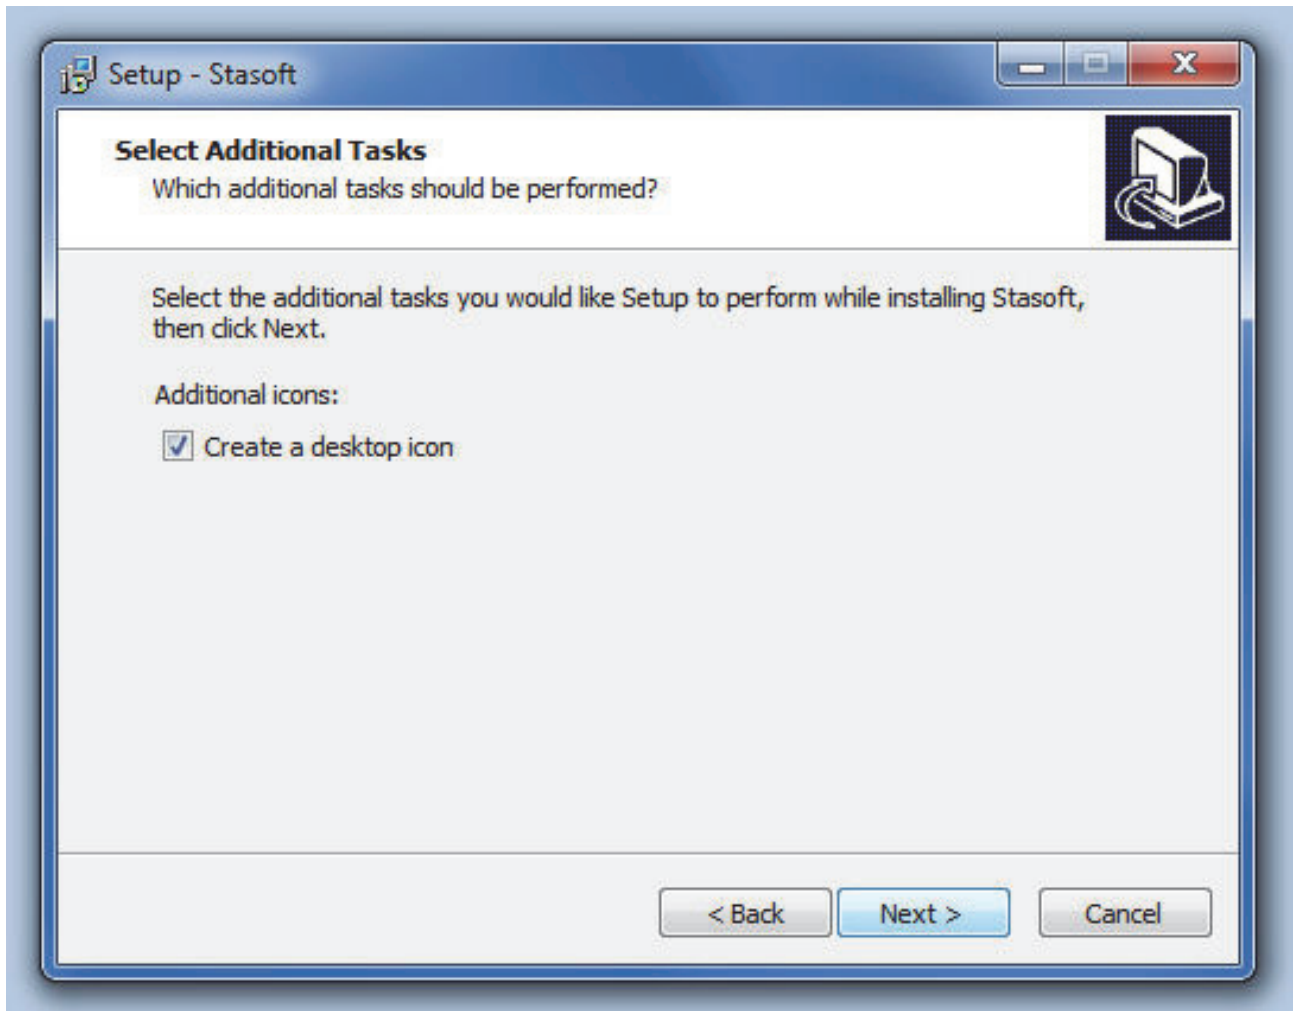 Setup - Stasoft
Select Additional Tasks
Which additional tasks should be performed?
Select the additional tasks you would like Setup to perform while installing Stasoft,
then click Next.
Additional icons:
Create a desktop icon
< Back
Next >
Cancel